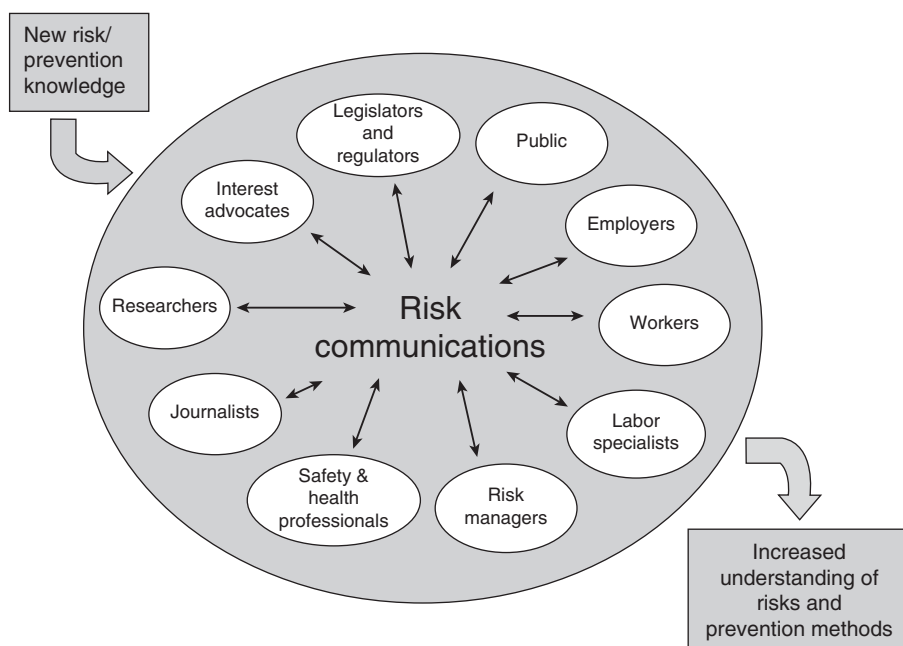 New risk/
prevention
knowledge
Legislators
and
regulators
Public
Interest
advocates
Employers
Researchers
Risk
communications
Workers
Journalists
Labor
specialists
Safety &
health
professionals
Risk
managers
Increased
understanding of
risks and
prevention methods